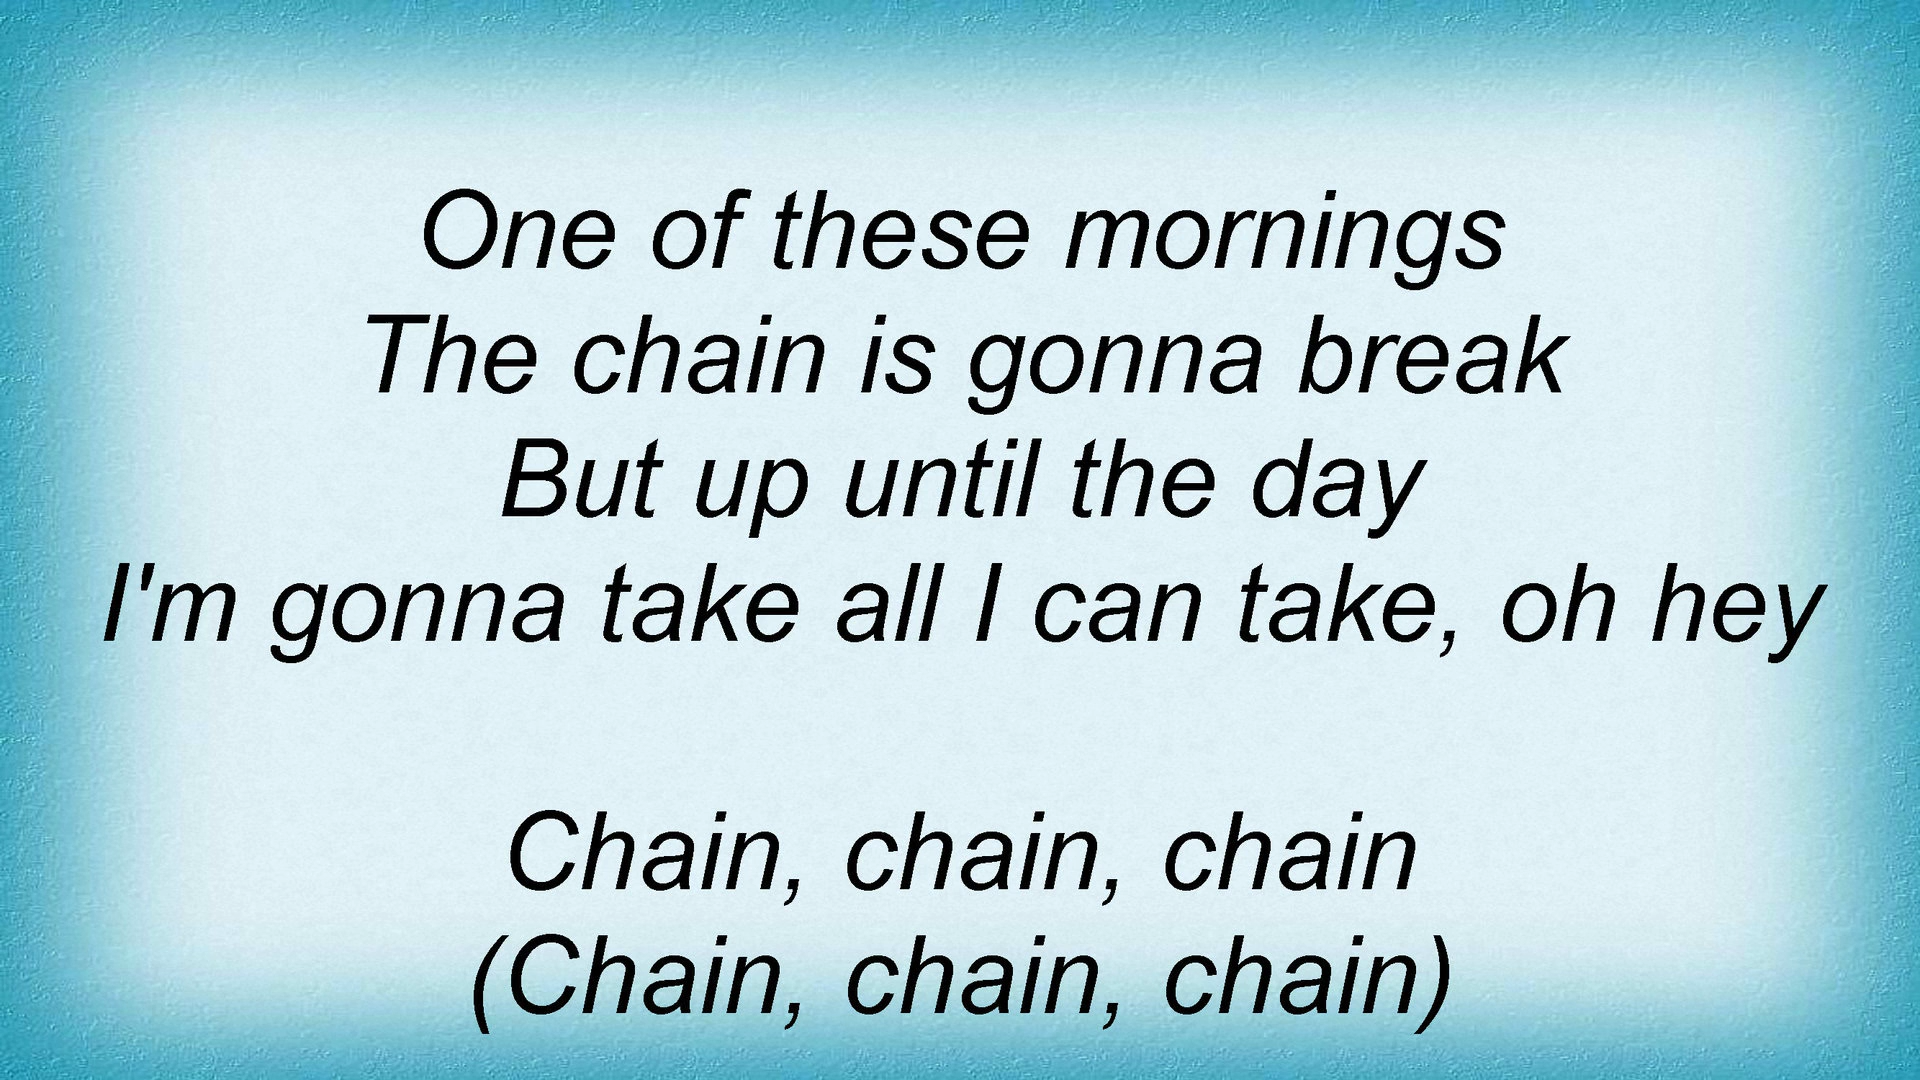 One of these mornings
The chain is gonna break
But up until the day
I'm gonna take all I can take, oh hey
Chain, chain, chain
(Chain, chain, chain)